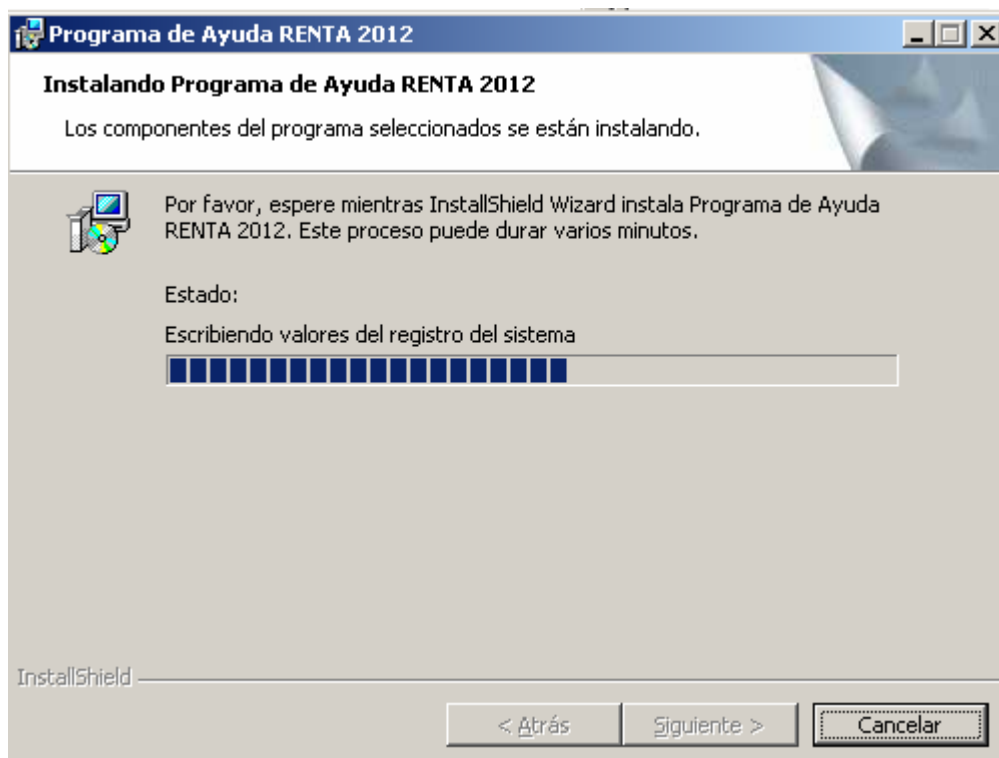 Programa de Ayuda RENTA 2012
Instalando Programa de Ayuda RENTA 2012
Los componentes del programa seleccionados se están instalando.
Por favor, espere mientras InstallShield Wizard instala Programa de Ayuda
RENTA 2012. Este proceso puede durar varios minutos.
Estado:
Escribiendo valores del registro del sistema
InstallShield
< Atrás
Siguiente >
Cancelar